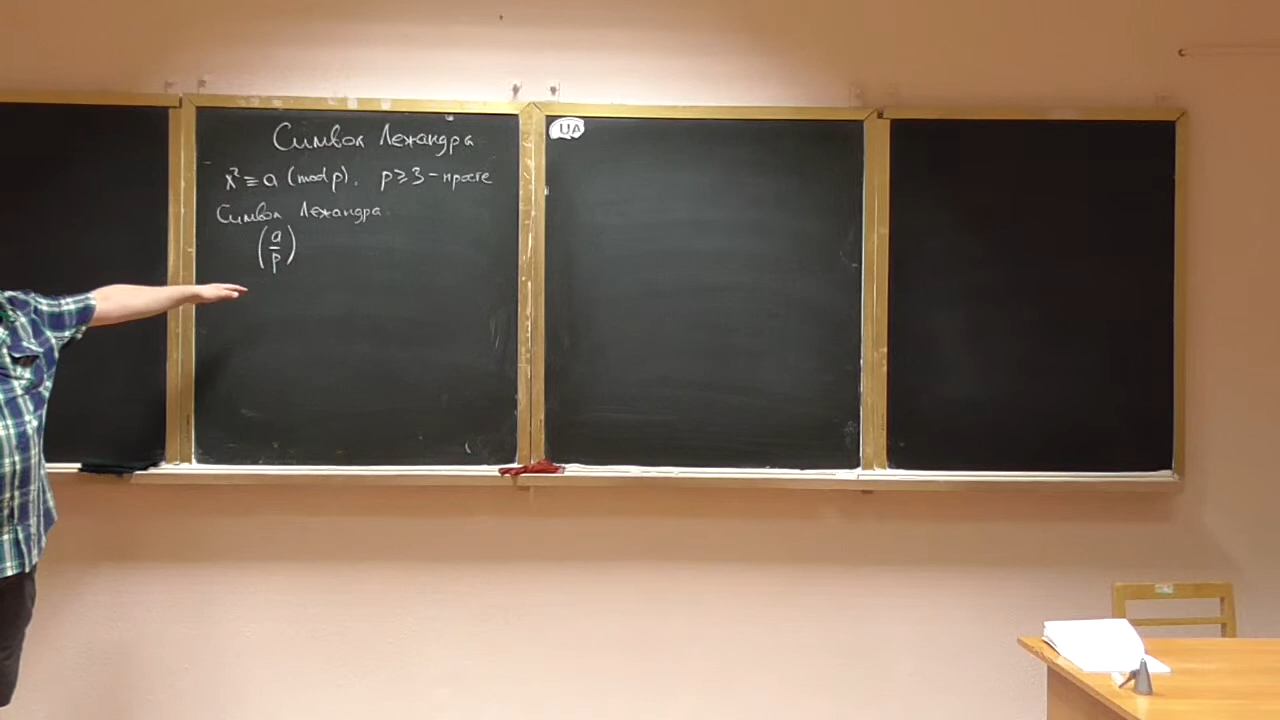 Символ Лежандра
x² ≡ a (mod p), p ≥ 3 - просте
Символ Лежандра
(a/p)
UA